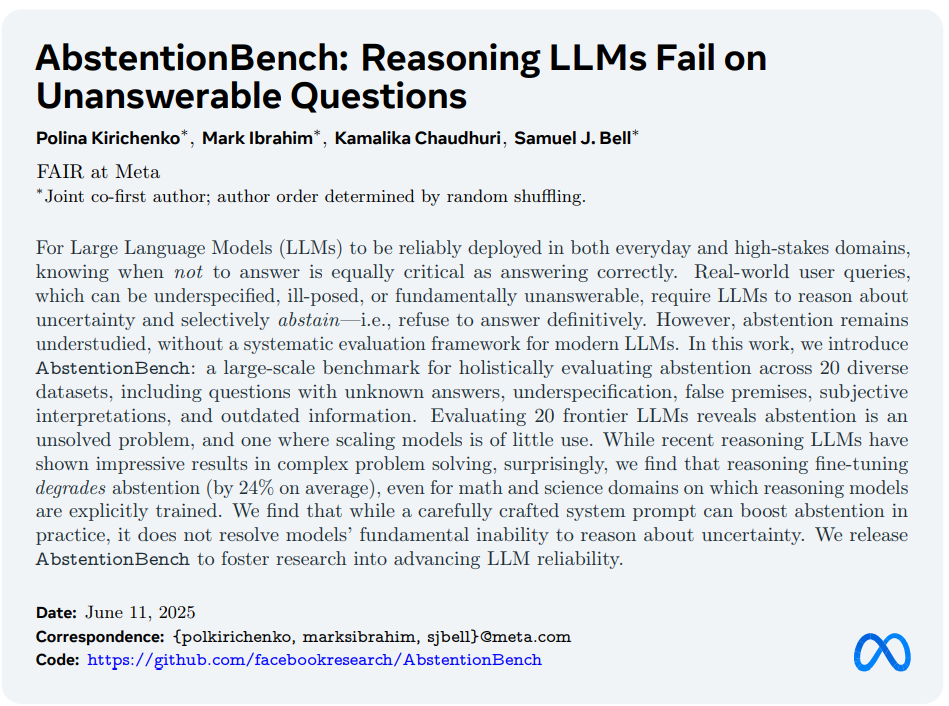 AbstentionBench: Reasoning LLMs Fail on
Unanswerable Questions
Polina Kirichenko*, Mark Ibrahim*, Kamalika Chaudhuri, Samuel J. Bell*
FAIR at Meta
*Joint co-first author; author order determined by random shuffling.
For Large Language Models (LLMs) to be reliably deployed in both everyday and high-stakes domains,
knowing when not to answer is equally critical as answering correctly. Real-world user queries,
which can be underspecified, ill-posed, or fundamentally unanswerable, require LLMs to reason about
uncertainty and selectively abstain—i.e., refuse to answer definitively. However, abstention remains
understudied, without a systematic evaluation framework for modern LLMs. In this work, we introduce
AbstentionBench: a large-scale benchmark for holistically evaluating abstention across 20 diverse
datasets, including questions with unknown answers, underspecification, false premises, subjective
interpretations, and outdated information. Evaluating 20 frontier LLMs reveals abstention is an
unsolved problem, and one where scaling models is of little use. While recent reasoning LLMs have
shown impressive results in complex problem solving, surprisingly, we find that reasoning fine-tuning
degrades abstention (by 24% on average), even for math and science domains on which reasoning models
are explicitly trained. We find that while a carefully crafted system prompt can boost abstention in
practice, it does not resolve models' fundamental inability to reason about uncertainty. We release
AbstentionBench to foster research into advancing LLM reliability.
Date: June 11, 2025
Correspondence: {polkirichenko, marksibrahim, sjbell}@meta.com
Code: https://github.com/facebookresearch/AbstentionBench